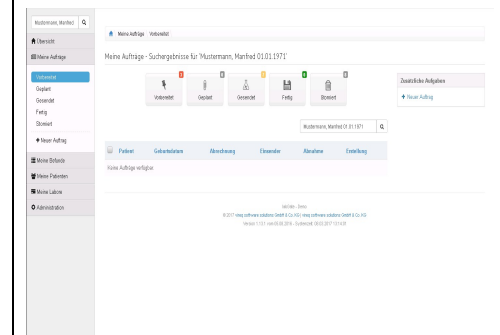 Mustermann, Manfred
Meine Aufträge Vorbereitet
Übersicht
Meine Aufträge
Meine Aufträge - Suchergebnisse für 'Mustermann, Manfred 01.01.1971'
Vorbereitet
Geplant
Gesendet
Fertig
Storniert
Neuer Auftrag
Vorbereitet
Geplant
Gesendet
Fertig
Storniert
Zusätzliche Aufgaben
Neuer Auftrag
Mustermann, Manfred 01.01.1971
Patient Geburtsdatum Abrechnung Einsender Abnahme Erstellung
Keine Aufträge verfügbar.
Meine Befunde
Meine Patienten
Meine Labore
Administration